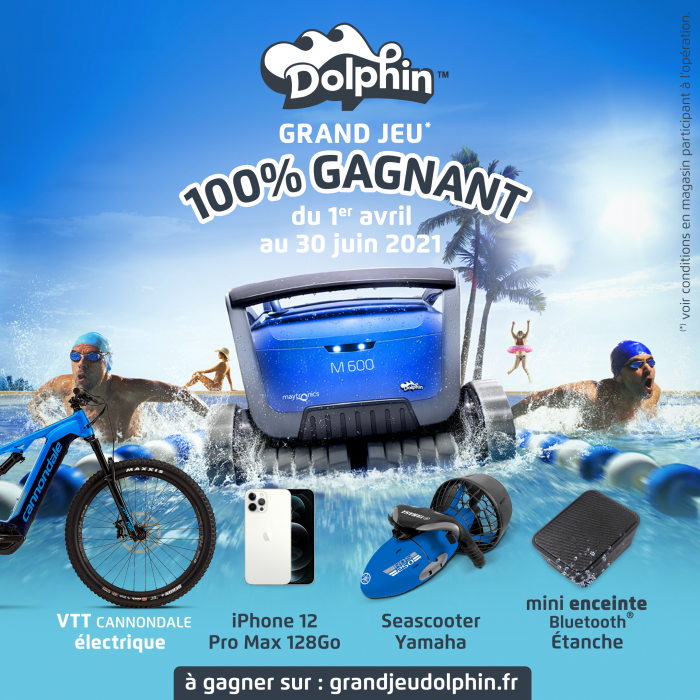 Dolphin™
GRAND JEU*
100% GAGNANT
du 1er avril
au 30 juin 2021
(*) voir conditions en magasin participant à l'opération.
M 600
maytronics
Dolphin
cannondale
MAXXIS
YAMAHA
250
VTT CANNONDALE
électrique
iPhone 12
Pro Max 128Go
Seascooter
Yamaha
mini enceinte
Bluetooth®
Étanche
à gagner sur : grandjeudolphin.fr